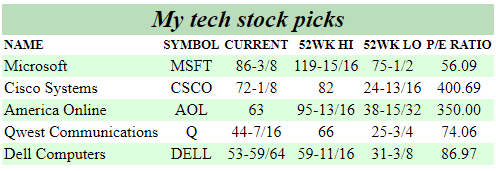 My tech stock picks
NAME SYMBOL CURRENT 52WK HI 52WK LO P/E RATIO
Microsoft MSFT 86-3/8 119-15/16 75-1/2 56.09
Cisco Systems CSCO 72-1/8 82 24-13/16 400.69
America Online AOL 63 95-13/16 38-15/32 350.00
Qwest Communications Q 44-7/16 66 25-3/4 74.06
Dell Computers DELL 53-59/64 59-11/16 31-3/8 86.97